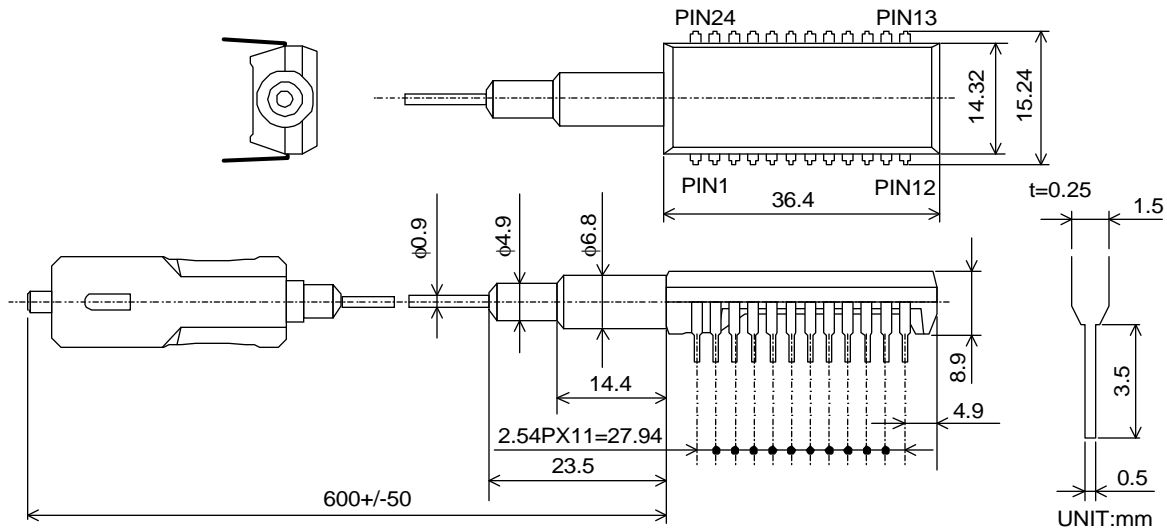 PIN24
PIN13
14.32
15.24
PIN1
PIN12
36.4
t=0.25
1.5
ϕ0.9
ϕ4.9
ϕ6.8
8.9
3.5
14.4
4.9
2.54PX11=27.94
23.5
0.5
600+/-50
UNIT:mm